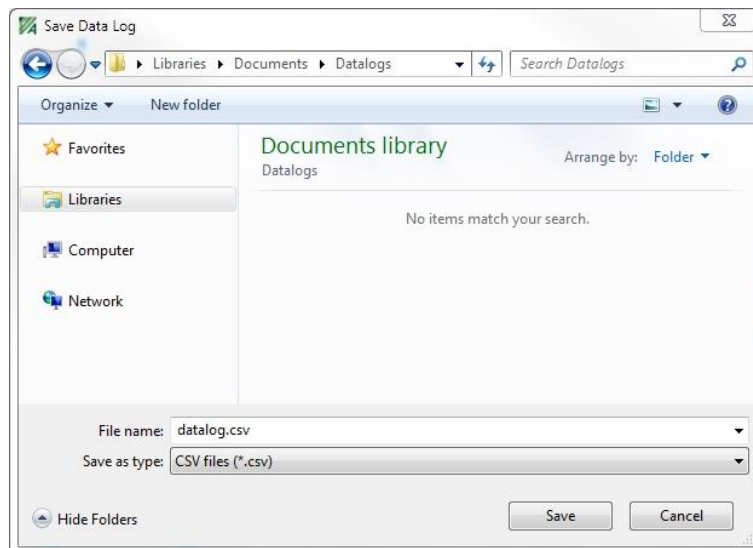 Save Data Log
Libraries Documents Datalogs Search Datalogs
Organize New folder
Favorites
Libraries
Computer
Network
Documents library
Datalogs
Arrange by: Folder
No items match your search.
File name: datalog.csv
Save as type: CSV files (*.csv)
Hide Folders Save Cancel